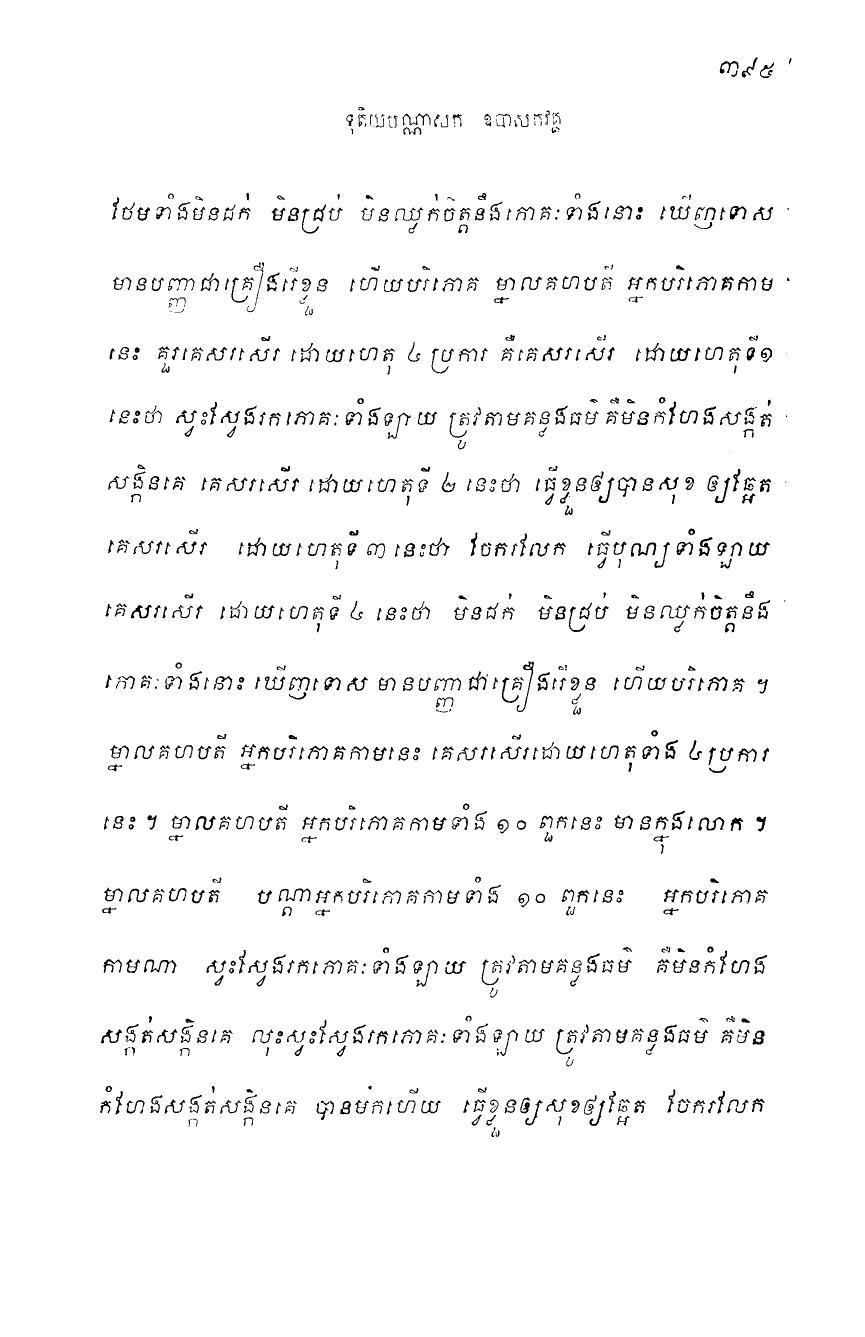 ៣៩៥
ទុតិយបណ្ណាសក ឧបាសកវគ្គ
ថែមទាំងមិនជក់ មិនជ្រប់ មិនឈ្លក់ចិត្តនឹងភោគៈទាំងនោះ ឃើញទោស
មានបញ្ញាជាគ្រឿងរើខ្លួន ហើយបរិភោគ ម្នាលគហបតី អ្នកបរិភោគកាម
នេះ គួរគេសរសើរ ដោយហេតុ ៤ ប្រការ គឺគេសរសើរ ដោយហេតុទី១
នេះថា ស្វះស្វែងរកភោគៈទាំងឡាយ ត្រូវតាមគន្លងធម៌ គឺមិនកំហែងសង្កត់
សង្កិនគេ គេសរសើរ ដោយហេតុទី ២ នេះថា ធ្វើខ្លួនឲ្យបានសុខ ឲ្យឆ្អែត
គេសរសើរ ដោយហេតុទី ៣ នេះថា ចែករលែក ធ្វើបុណ្យទាំងឡាយ
គេសរសើរ ដោយហេតុទី ៤ នេះថា មិនជក់ មិនជ្រប់ មិនឈ្លក់ចិត្តនឹង
ភោគៈទាំងនោះ ឃើញទោស មានបញ្ញាជាគ្រឿងរើខ្លួន ហើយបរិភោគ ។
ម្នាលគហបតី អ្នកបរិភោគកាមនេះ គេសរសើរដោយហេតុទាំង ៤ ប្រការ
នេះ ។ ម្នាលគហបតី អ្នកបរិភោគកាមទាំង ១០ ពួកនេះ មានក្នុងលោក ។
ម្នាលគហបតី បណ្តាអ្នកបរិភោគកាមទាំង ១០ ពួកនេះ អ្នកបរិភោគ
កាមណា ស្វះស្វែងរកភោគៈទាំងឡាយ ត្រូវតាមគន្លងធម៌ គឺមិនកំហែង
សង្កត់សង្កិនគេ លុះស្វះស្វែងរកភោគៈទាំងឡាយ ត្រូវតាមគន្លងធម៌ គឺមិន
កំហែងសង្កត់សង្កិនគេ បានមកហើយ ធ្វើខ្លួនឲ្យសុខឲ្យឆ្អែត ចែករលែក